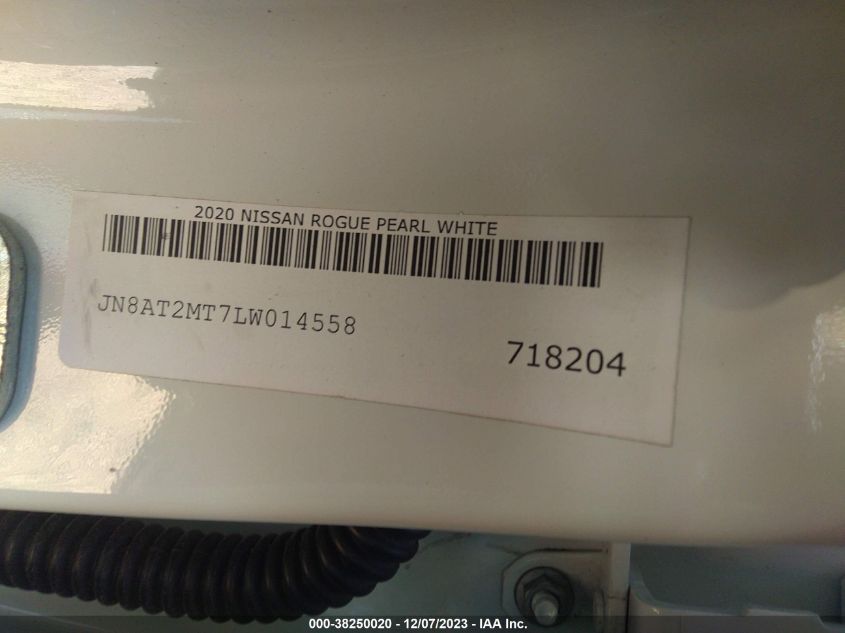 2020 NISSAN ROGUE PEARL WHITE
JN8AT2MT7LW014558
718204
000-38250020 - 12/07/2023 - IAA Inc.